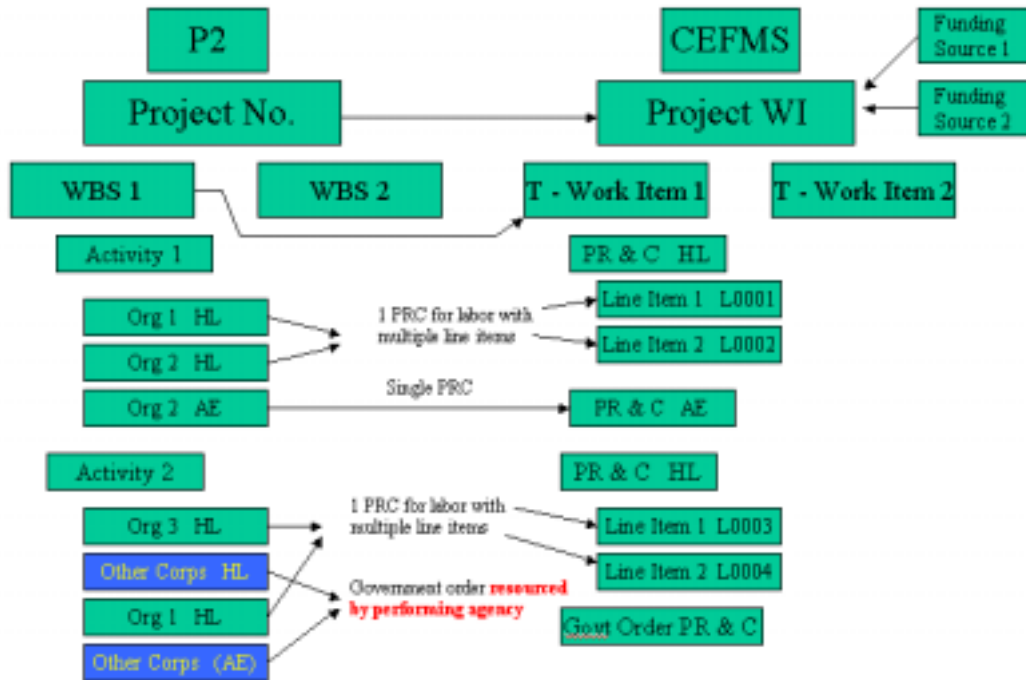 P2
CEFMS
Funding
Source 1
Project No.
Project WI
Funding
Source 2
WBS 1
WBS 2
T - Work Item 1
T - Work Item 2
Activity 1
PR & C HL
Org 1 HL
1 PRC for labor with
multiple line items
Line Item 1 L0001
Org 2 HL
Line Item 2 L0002
Org 2 AE
Single PRC
PR & C AE
Activity 2
PR & C HL
Org 3 HL
1 PRC for labor with
multiple line items
Line Item 1 L0003
Other Corps HL
Line Item 2 L0004
Government order resourced
by performing agency
Org 1 HL
Govt Order PR & C
Other Corps (AE)